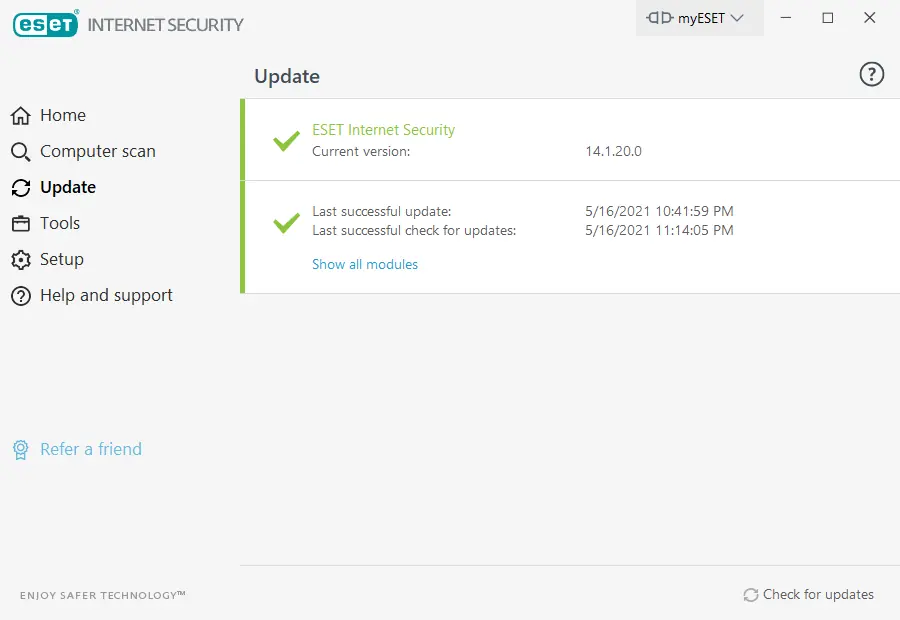 eset® INTERNET SECURITY
myESET
Update
?
Home
Computer scan
Update
Tools
Setup
Help and support
Refer a friend
ESET Internet Security
Current version: 14.1.20.0
Last successful update: 5/16/2021 10:41:59 PM
Last successful check for updates: 5/16/2021 11:14:05 PM
Show all modules
ENJOY SAFER TECHNOLOGY™
Check for updates